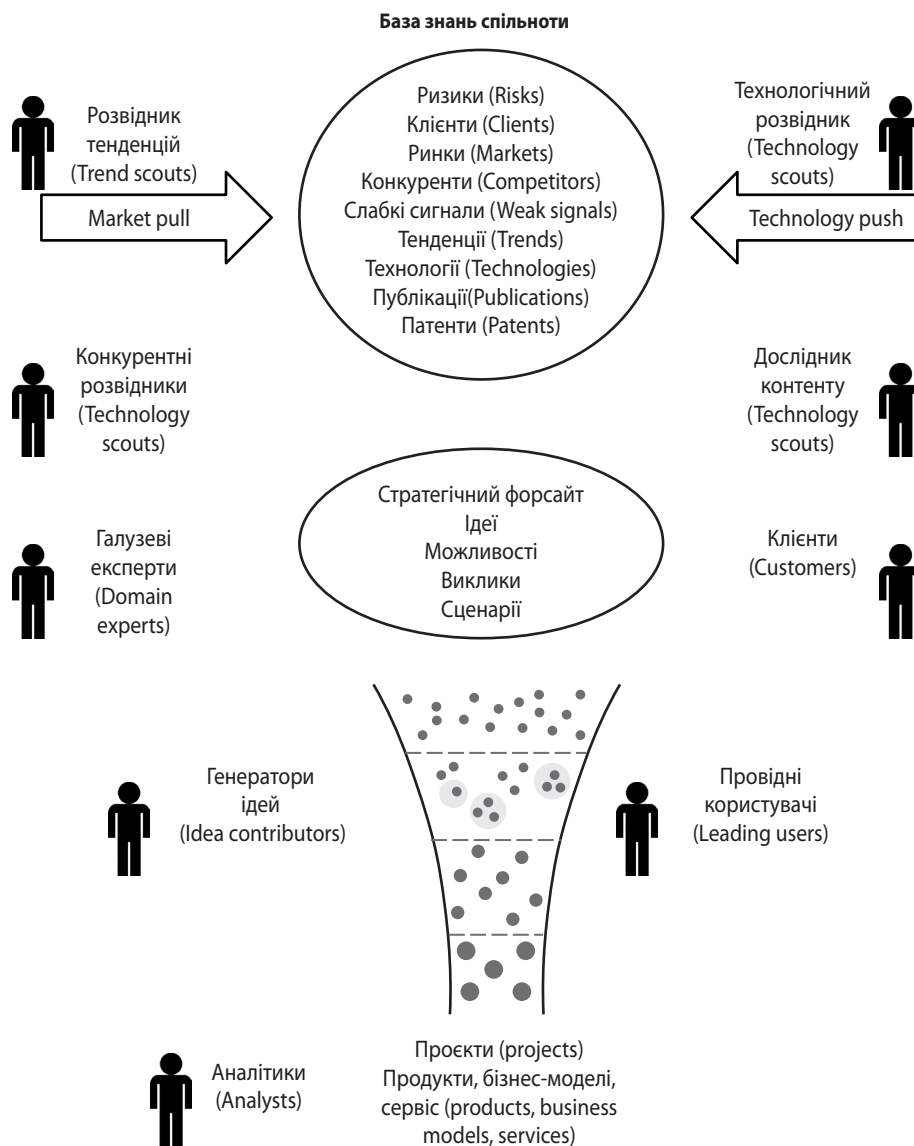 База знань спільноти
Розвідник
тенденцій
(Trend scouts)
Market pull
Ризики (Risks)
Клієнти (Clients)
Ринки (Markets)
Конкуренти (Competitors)
Слабкі сигнали (Weak signals)
Тенденції (Trends)
Технології (Technologies)
Публікації(Publications)
Патенти (Patents)
Технологічний
розвідник
(Technology
scouts)
Technology push
Конкурентні
розвідники
(Technology
scouts)
Дослідник
контенту
(Technology
scouts)
Галузеві
експерти
(Domain
experts)
Стратегічний форсайт
Ідеї
Можливості
Виклики
Сценарії
Клієнти
(Customers)
Генератори
ідей
(Idea contributors)
Провідні
користувачі
(Leading users)
Аналітики
(Analysts)
Проєкти (projects)
Продукти, бізнес-моделі,
сервіс (products, business
models, services)